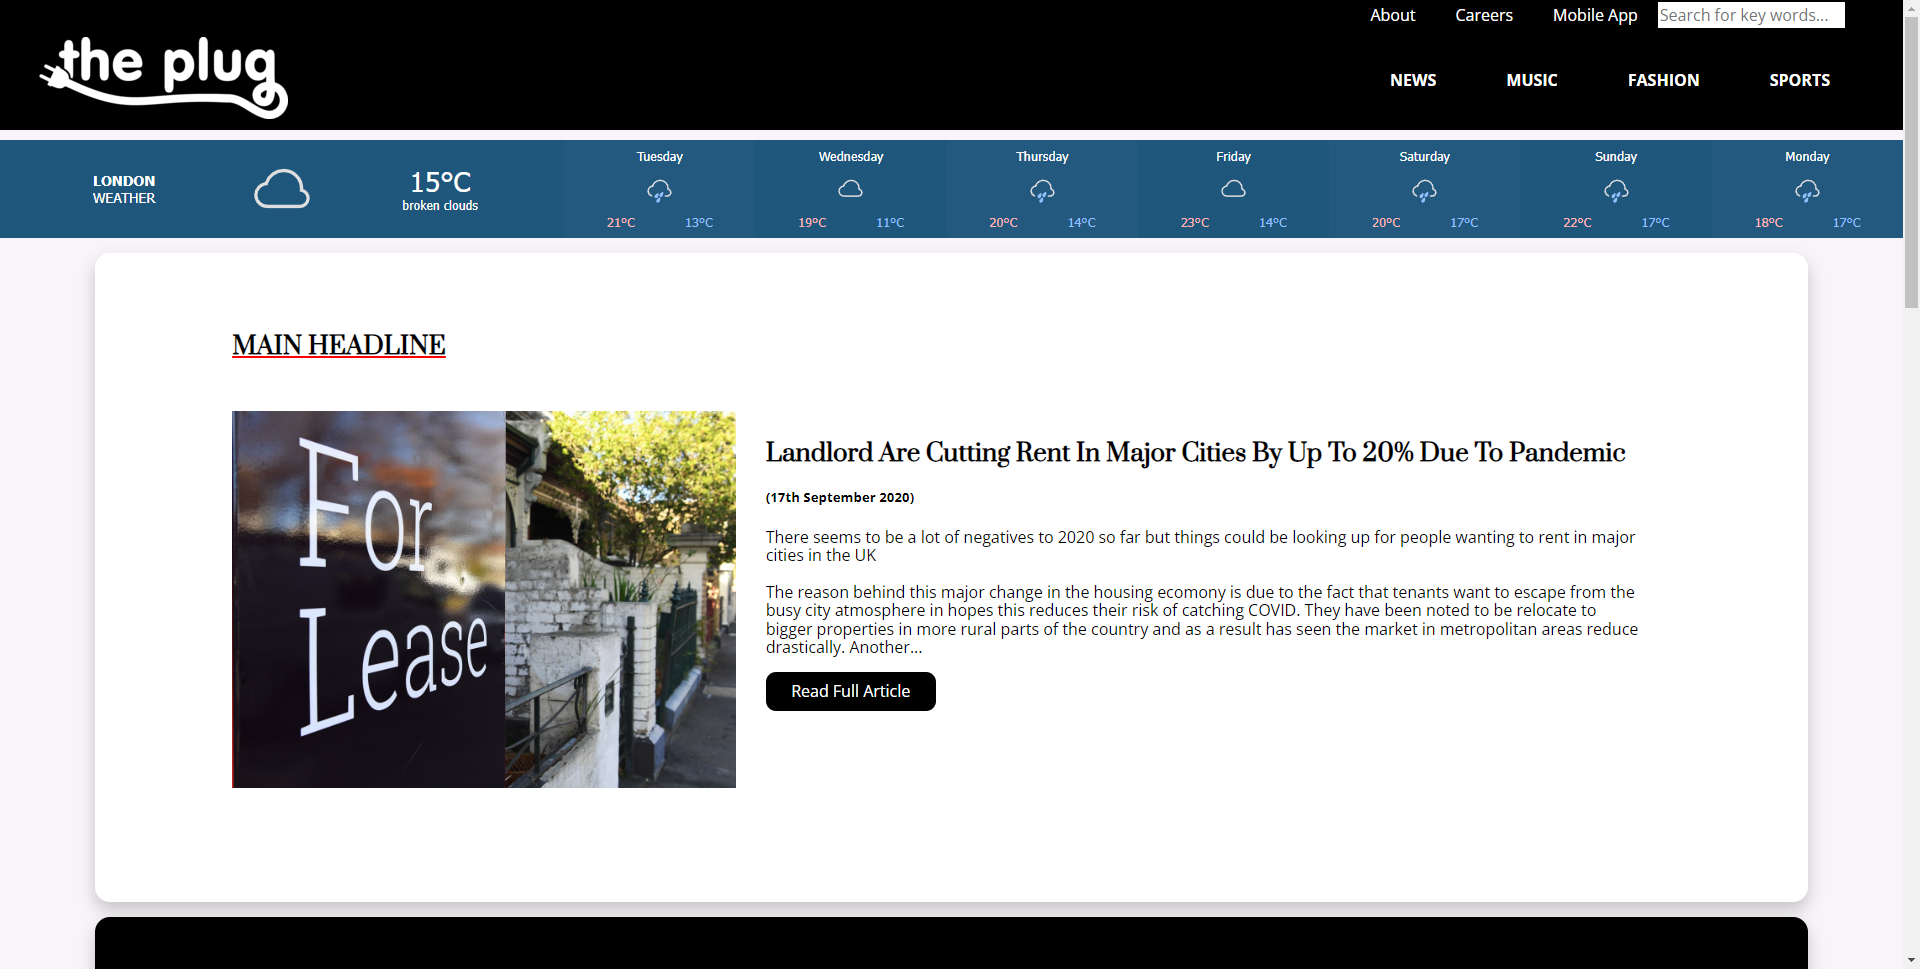 About Careers Mobile App Search for key words...
the plug
NEWS MUSIC FASHION SPORTS
LONDON
WEATHER
15°C
broken clouds
Tuesday
21°C 13°C
Wednesday
19°C 11°C
Thursday
20°C 14°C
Friday
23°C 14°C
Saturday
20°C 17°C
Sunday
22°C 17°C
Monday
18°C 17°C
MAIN HEADLINE
For
Lease
Landlord Are Cutting Rent In Major Cities By Up To 20% Due To Pandemic
(17th September 2020)
There seems to be a lot of negatives to 2020 so far but things could be looking up for people wanting to rent in major
cities in the UK
The reason behind this major change in the housing ecomony is due to the fact that tenants want to escape from the
busy city atmosphere in hopes this reduces their risk of catching COVID. They have been noted to be relocate to
bigger properties in more rural parts of the country and as a result has seen the market in metropolitan areas reduce
drastically. Another...
Read Full Article